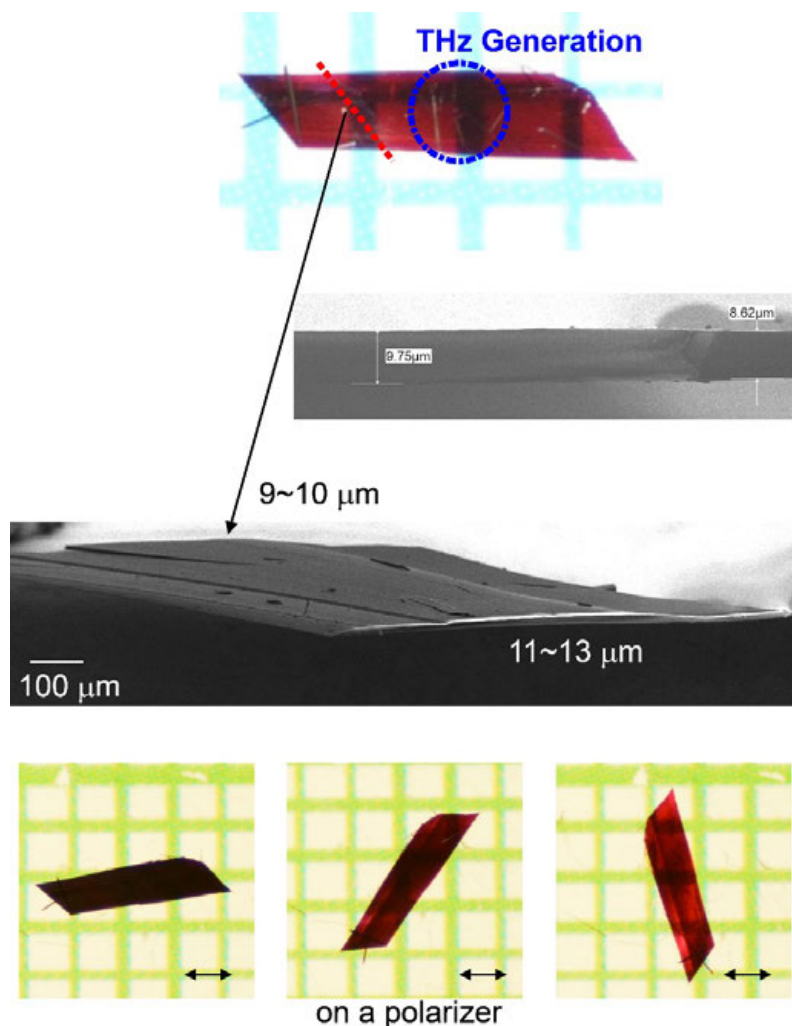 THz Generation
8.62μm
9.75μm
9~10 μm
11~13 μm
100 μm
on a polarizer